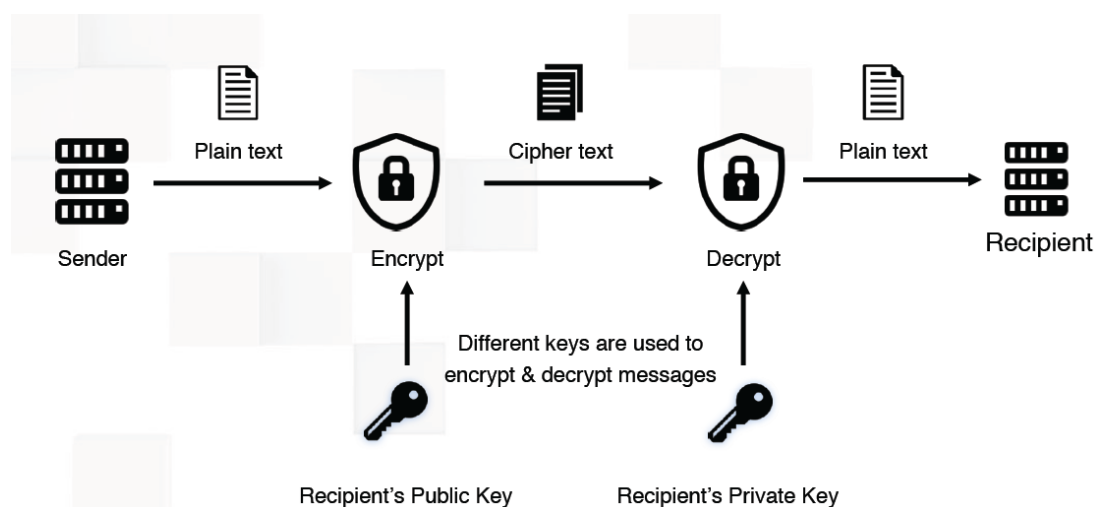 Plain text
Cipher text
Plain text
Sender
Encrypt
Decrypt
Recipient
Different keys are used to
encrypt & decrypt messages
Recipient's Public Key
Recipient's Private Key